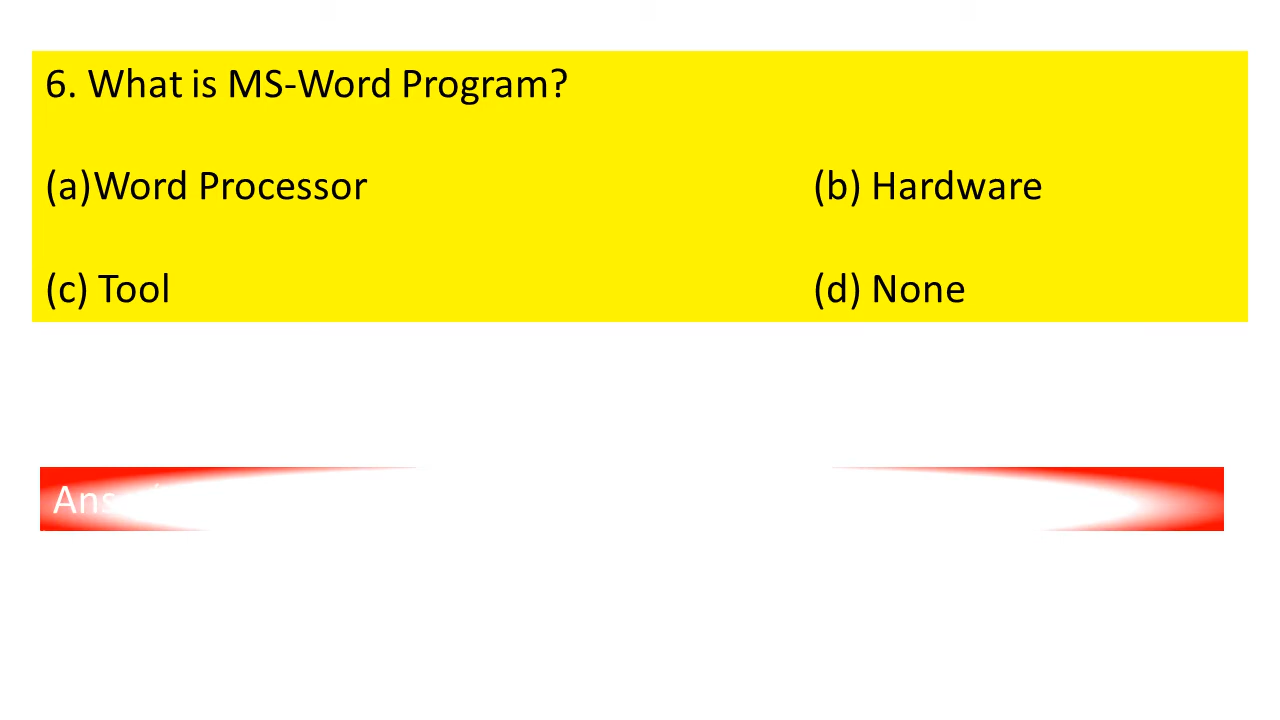 6. What is MS-Word Program?
(a)Word Processor (b) Hardware
(c) Tool (d) None